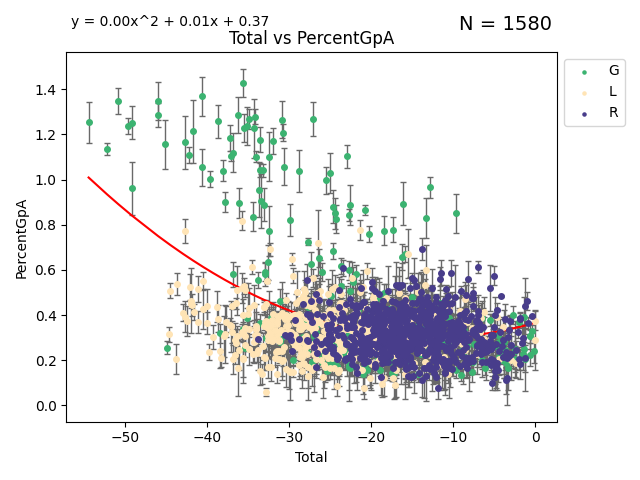 y = 0.00x^2 + 0.01x + 0.37
N = 1580
Total vs PercentGpA
G
L
R
PercentGpA
1.4
1.2
1.0
0.8
0.6
0.4
0.2
0.0
−50
−40
−30
−20
−10
0
Total